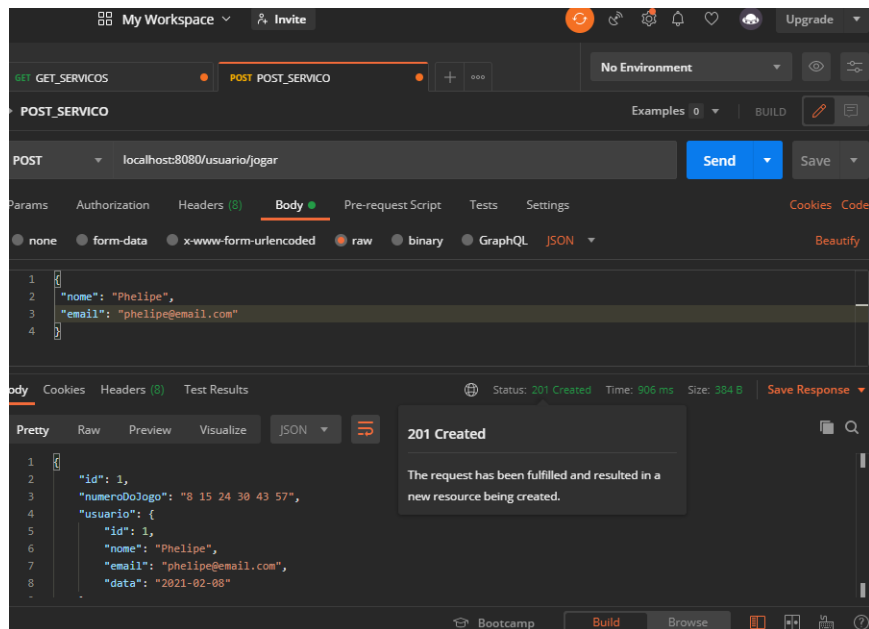 My Workspace Invite Upgrade
GET GET_SERVICOS POST POST_SERVICO No Environment
POST_SERVICO Examples 0 BUILD
POST localhost:8080/usuario/jogar Send Save
Params Authorization Headers (8) Body Pre-request Script Tests Settings Cookies Code
none form-data x-www-form-urlencoded raw binary GraphQL JSON Beautify
1 {
2 "nome": "Phelipe",
3 "email": "phelipe@email.com"
4 }
ody Cookies Headers (8) Test Results Status: 201 Created Time: 906 ms Size: 384 B Save Response
Pretty Raw Preview Visualize JSON
201 Created
The request has been fulfilled and resulted in a
new resource being created.
1 {
2 "id": 1,
3 "numeroDoJogo": "8 15 24 30 43 57",
4 "usuario": {
5 "id": 1,
6 "nome": "Phelipe",
7 "email": "phelipe@email.com",
8 "data": "2021-02-08"
Bootcamp Build Browse